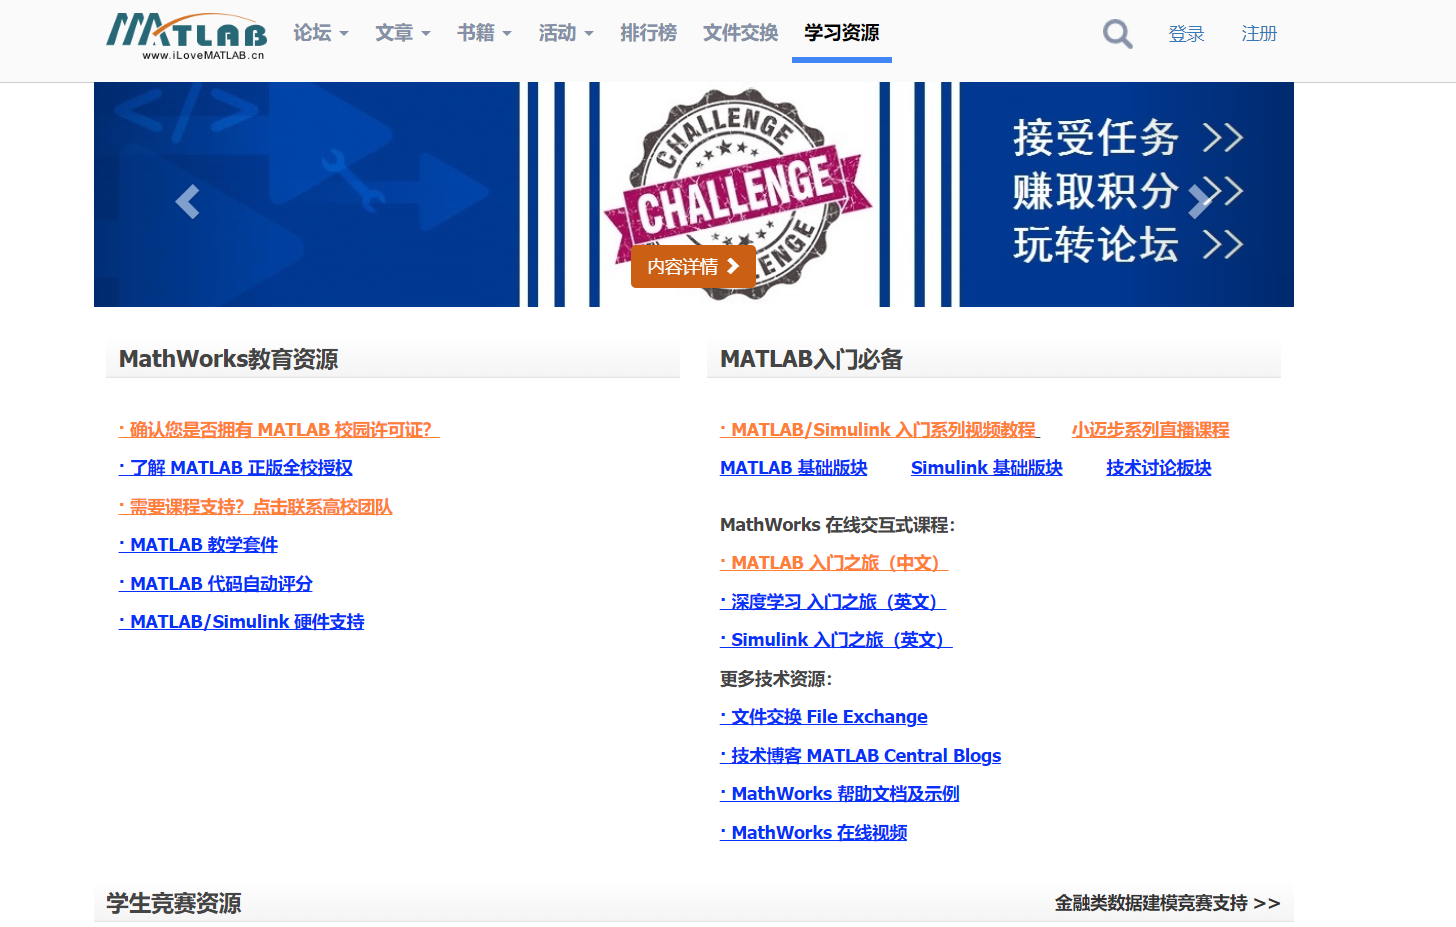 MATLAB
www.iLoveMATLAB.cn
论坛 文章 书籍 活动 排行榜 文件交换 学习资源 登录 注册
</>
CHALLENGE
CHALLENGE
CHALLENGE
内容详情
接受任务 >>
赚取积分 >>
玩转论坛 >>
MathWorks教育资源
· 确认您是否拥有 MATLAB 校园许可证？
· 了解 MATLAB 正版全校授权
· 需要课程支持？点击联系高校团队
· MATLAB 教学套件
· MATLAB 代码自动评分
· MATLAB/Simulink 硬件支持
MATLAB入门必备
· MATLAB/Simulink 入门系列视频教程 小迈步系列直播课程
MATLAB 基础版块 Simulink 基础版块 技术讨论板块
MathWorks 在线交互式课程：
· MATLAB 入门之旅（中文）
· 深度学习 入门之旅（英文）
· Simulink 入门之旅（英文）
更多技术资源：
· 文件交换 File Exchange
· 技术博客 MATLAB Central Blogs
· MathWorks 帮助文档及示例
· MathWorks 在线视频
学生竞赛资源 金融类数据建模竞赛支持 >>